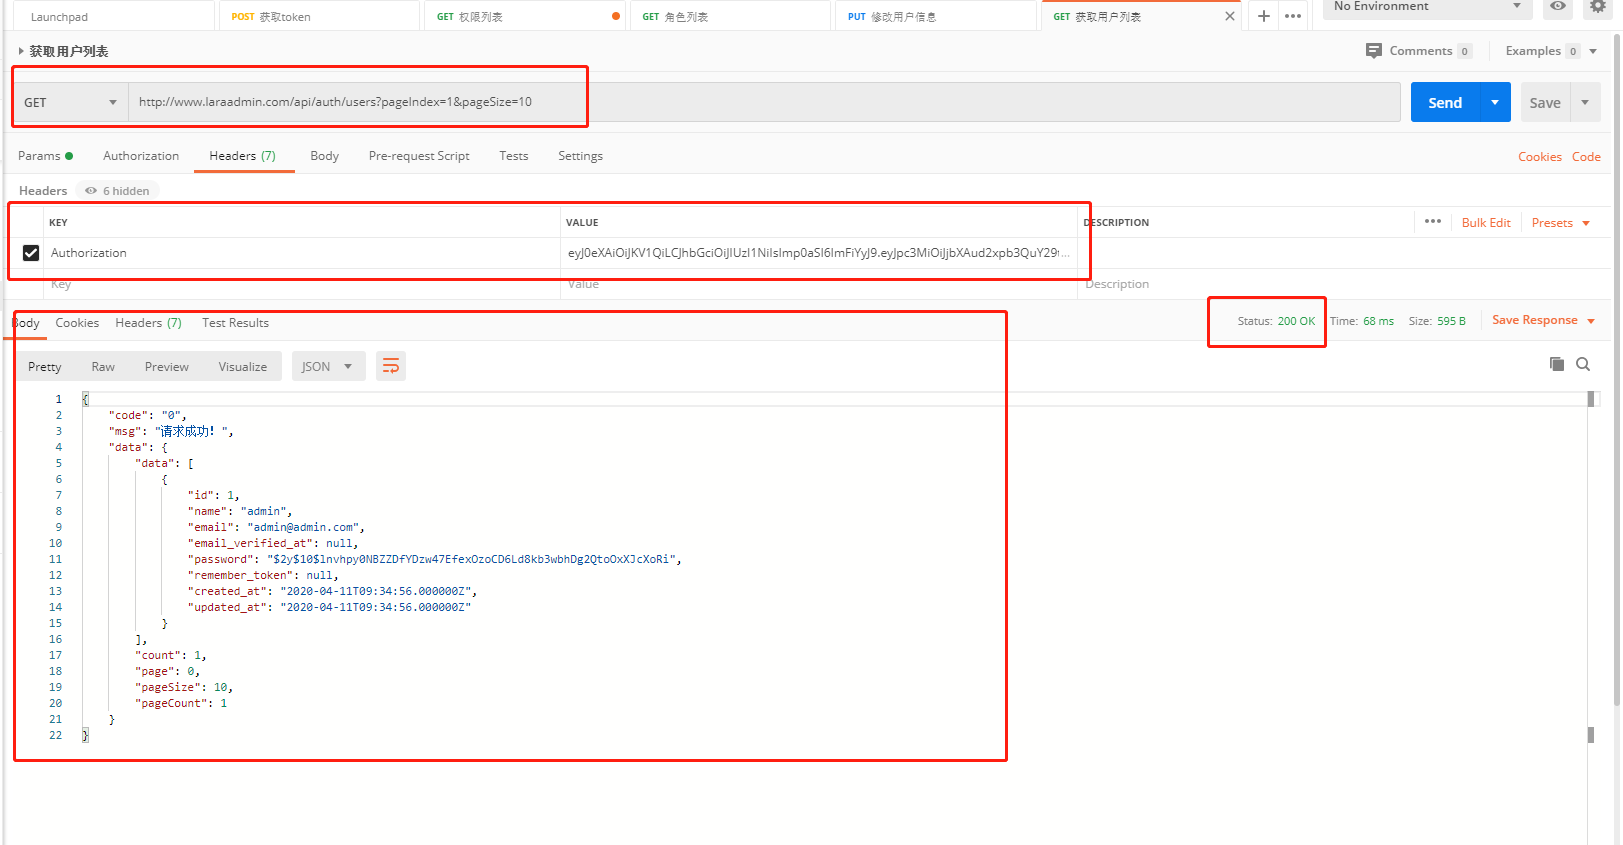 Launchpad
POST 获取token
GET 权限列表
GET 角色列表
PUT 修改用户信息
GET 获取用户列表
No Environment
获取用户列表
Comments 0
Examples 0
GET
http://www.laraadmin.com/api/auth/users?pageIndex=1&pageSize=10
Send
Save
Params
Authorization
Headers (7)
Body
Pre-request Script
Tests
Settings
Cookies
Code
Headers
6 hidden
KEY
VALUE
DESCRIPTION
Bulk Edit
Presets
Authorization
Key
Value
Description
Body
Cookies
Headers (7)
Test Results
Status: 200 OK
Time: 68 ms
Size: 595 B
Save Response
Pretty
Raw
Preview
Visualize
JSON
1 {
2 "code": "0",
3 "msg": "请求成功！",
4 "data": {
5 "data": [
6 {
7 "id": 1,
8 "name": "admin",
9 "email": "admin@admin.com",
10 "email_verified_at": null,
11 "password": "$2y$10$lnvhpy0NBZZDfYDzw47EfexOzoCD6Ld8kb3wbhDg2QtoOxXJcXoRi",
12 "remember_token": null,
13 "created_at": "2020-04-11T09:34:56.000000Z",
14 "updated_at": "2020-04-11T09:34:56.000000Z"
15 }
16 ],
17 "count": 1,
18 "page": 0,
19 "pageSize": 10,
20 "pageCount": 1
21 }
22 }